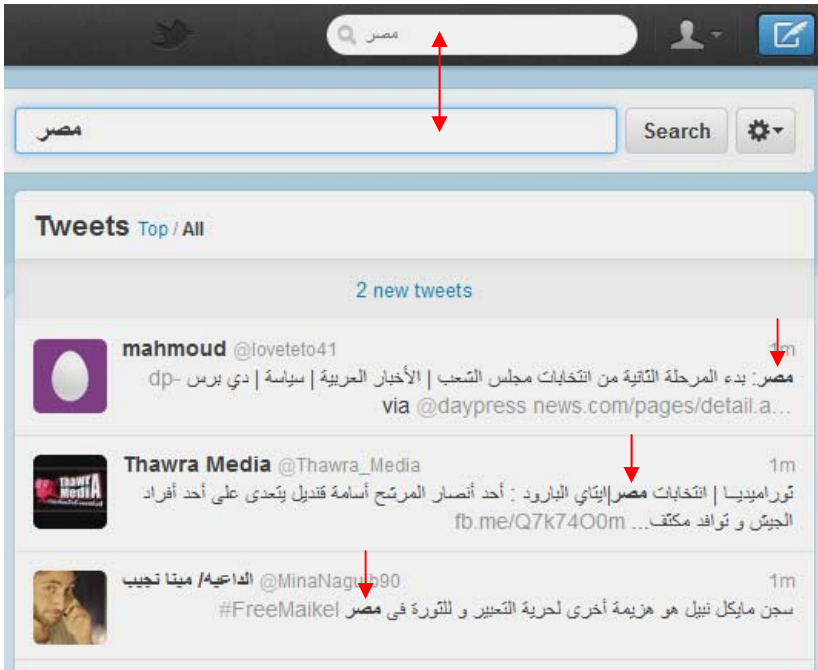 مصر
مصر
Search
Tweets Top / All
2 new tweets
mahmoud @loveteto41 1m
مصر: بدء المرحلة الثانية من انتخابات مجلس الشعب | الأخبار العربية | سياسة | دي برس -dp
via @daypress news.com/pages/detail.a...
Thawra Media @Thawra_Media 1m
ثوراميديــا | انتخابات مصر|إيتاي البارود : أحد أنصار المرشح أسامة قنديل يتعدى على أحد أفراد
الجيش و توافد مكثف... fb.me/Q7k74O0m
الداعية/ مينا نجيب @MinaNaguib90 1m
سجن مايكل نبيل هو هزيمة أخرى لحرية التعبير و للثورة فى مصر #FreeMaikel